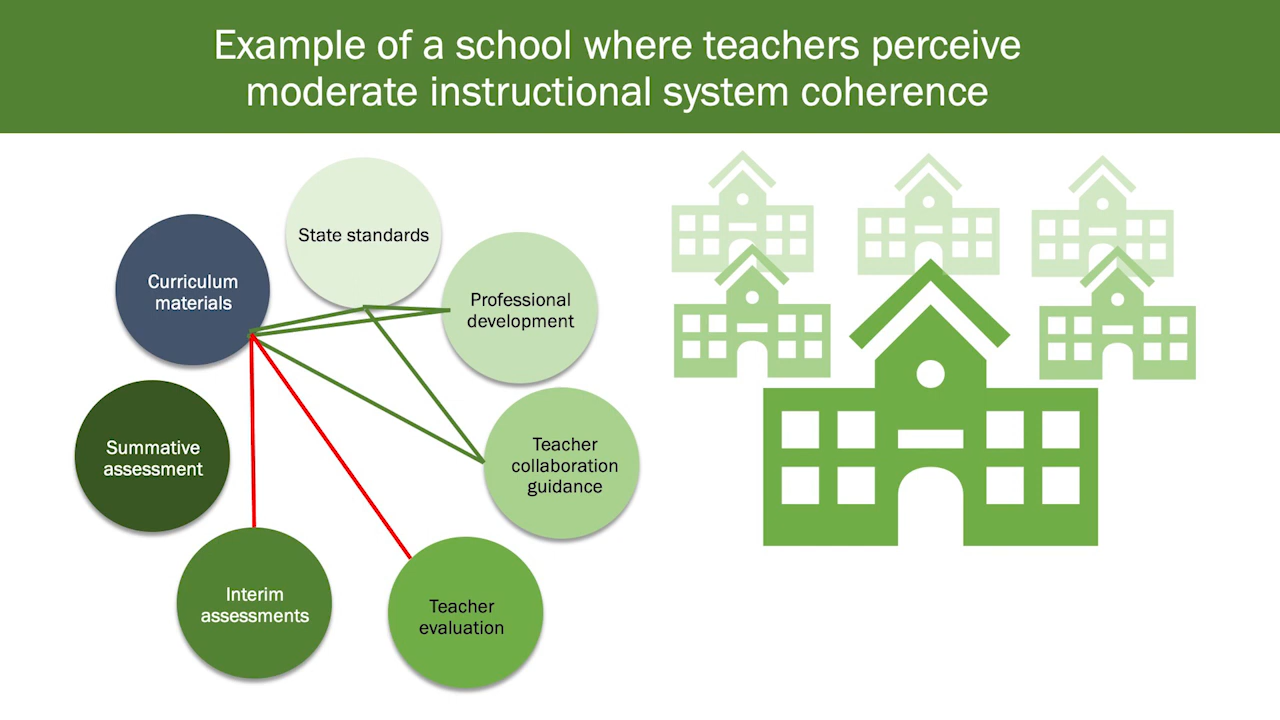 Example of a school where teachers perceive
moderate instructional system coherence
State standards
Curriculum
materials
Professional
development
Summative
assessment
Teacher
collaboration
guidance
Interim
assessments
Teacher
evaluation